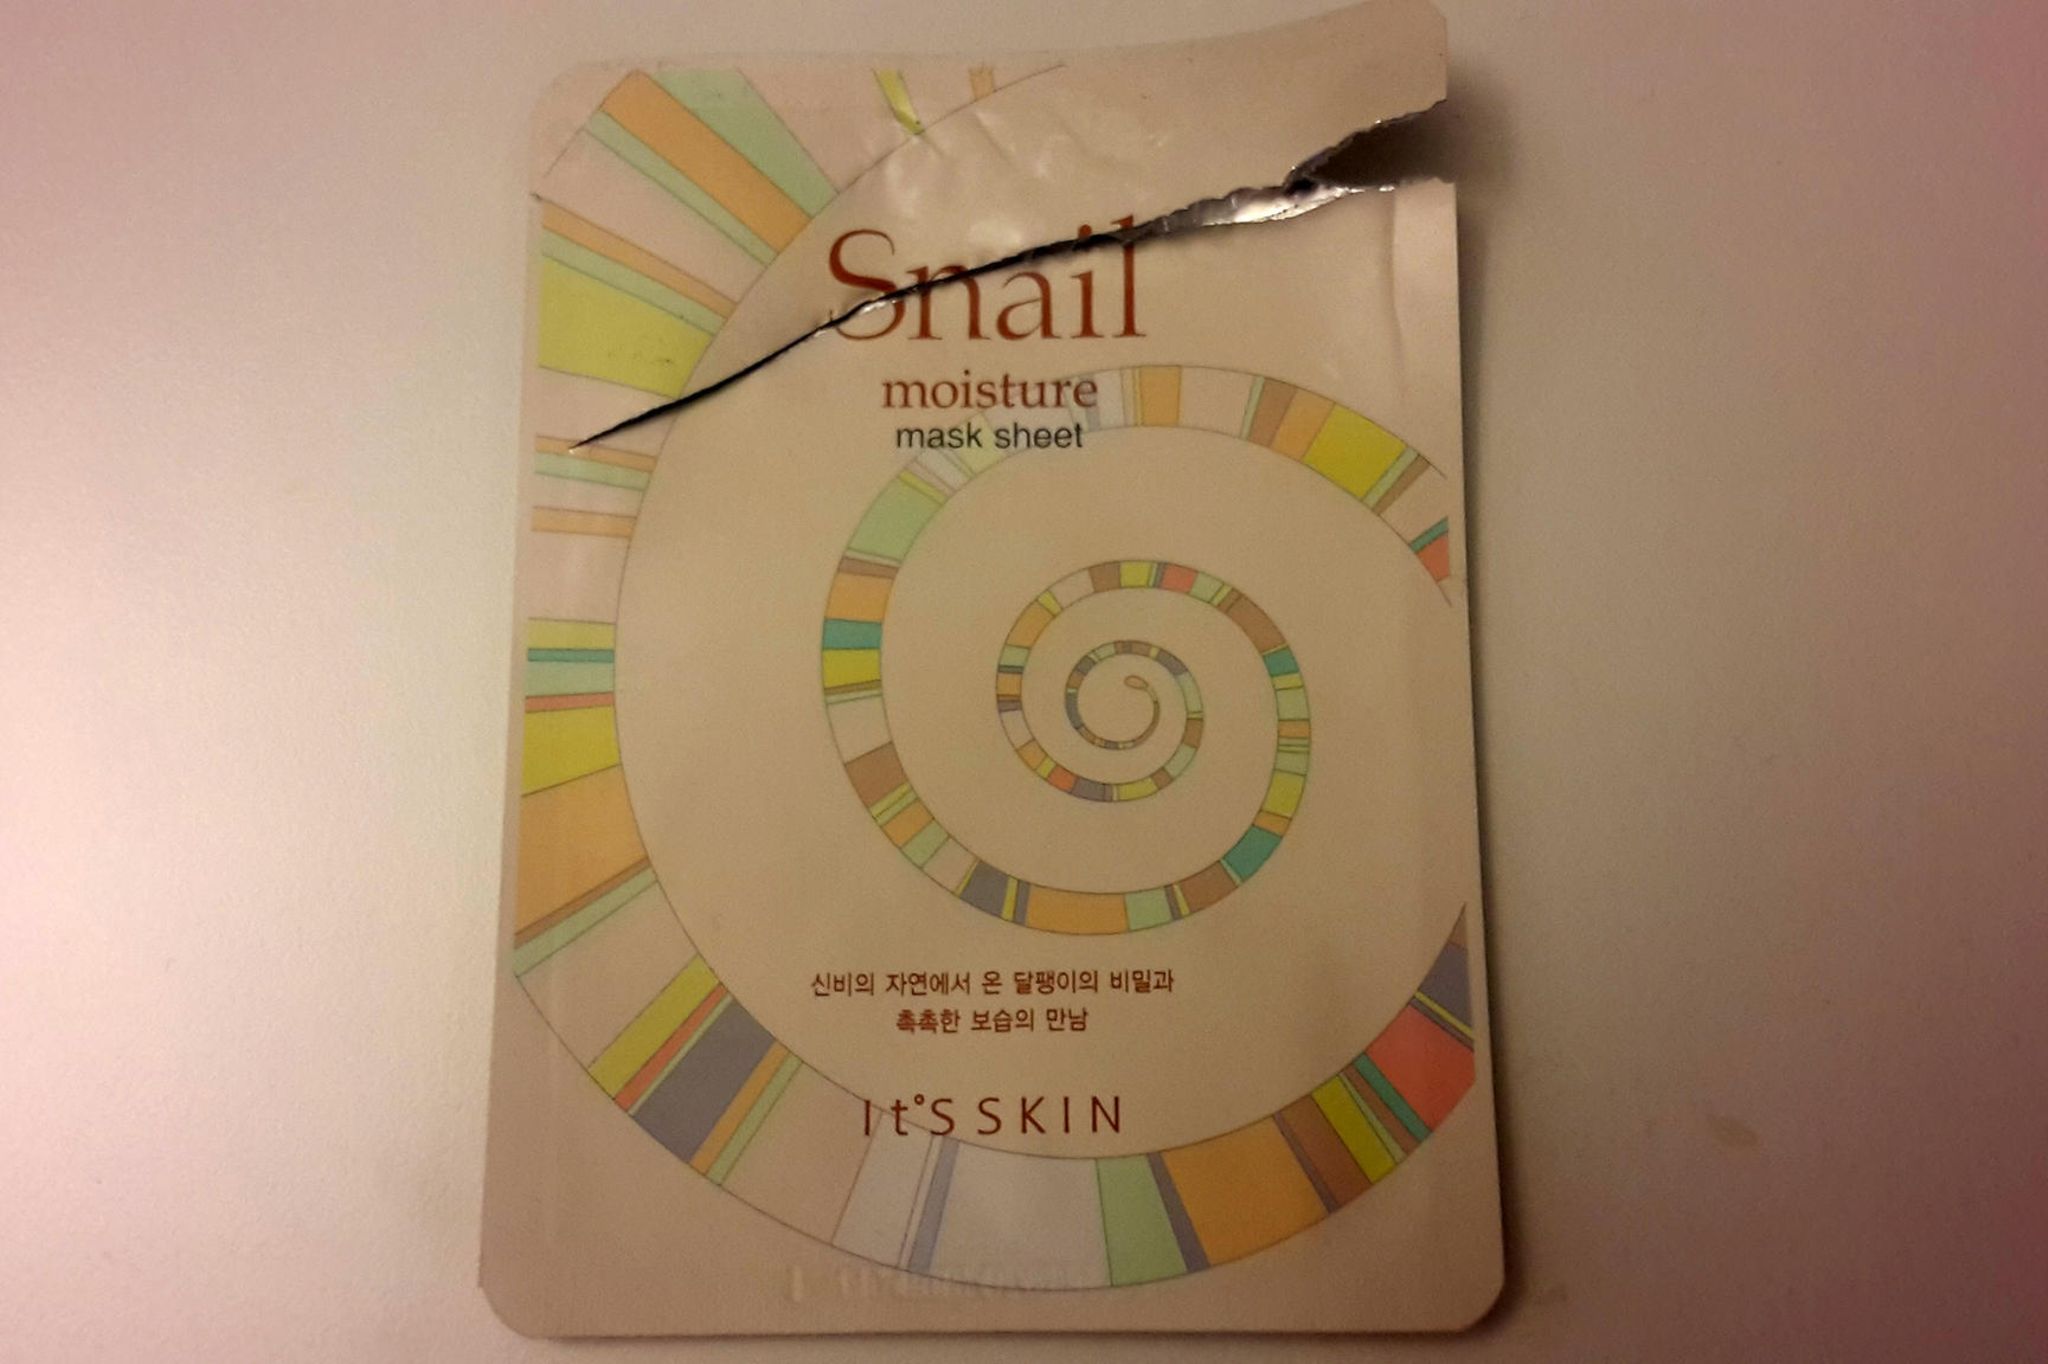 Snail
moisture
mask sheet
신비의 자연에서 온 달팽이의 비밀과
촉촉한 보습의 만남
It°S SKIN